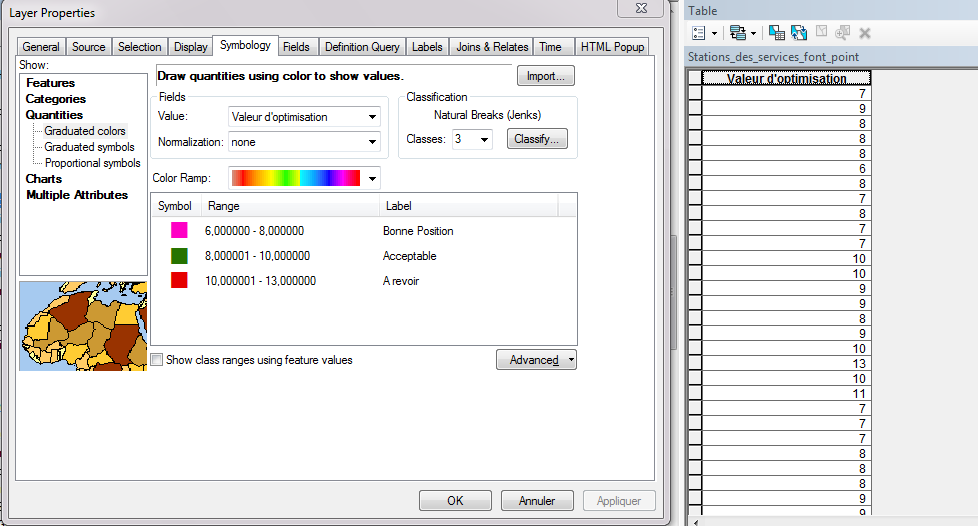 Layer Properties
General Source Selection Display Symbology Fields Definition Query Labels Joins & Relates Time HTML Popup
Show:
Features
Categories
Quantities
Graduated colors
Graduated symbols
Proportional symbols
Charts
Multiple Attributes
Draw quantities using color to show values.
Import...
Fields
Value: Valeur d'optimisation
Normalization: none
Classification
Natural Breaks (Jenks)
Classes: 3 Classify...
Color Ramp:
Symbol Range Label
6,000000 - 8,000000 Bonne Position
8,000001 - 10,000000 Acceptable
10,000001 - 13,000000 A revoir
Show class ranges using feature values
Advanced
OK Annuler Appliquer
Table
Stations_des_services_font_point
Valeur d'optimisation
7
9
8
8
8
6
8
7
8
7
7
10
10
9
9
8
9
10
13
10
11
7
7
7
8
8
8
9
9